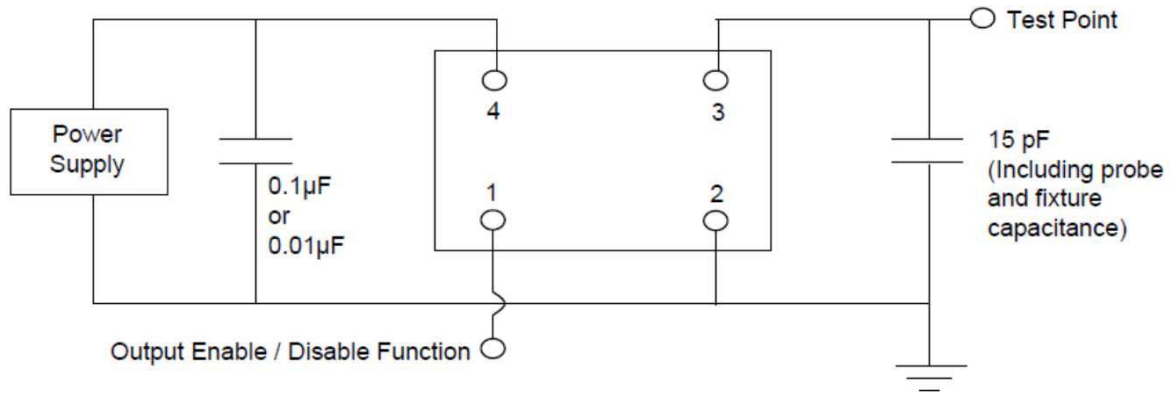 Test Point
4
3
Power
Supply
15 pF
(Including probe
and fixture
capacitance)
0.1µF
or
0.01µF
1
2
Output Enable / Disable Function